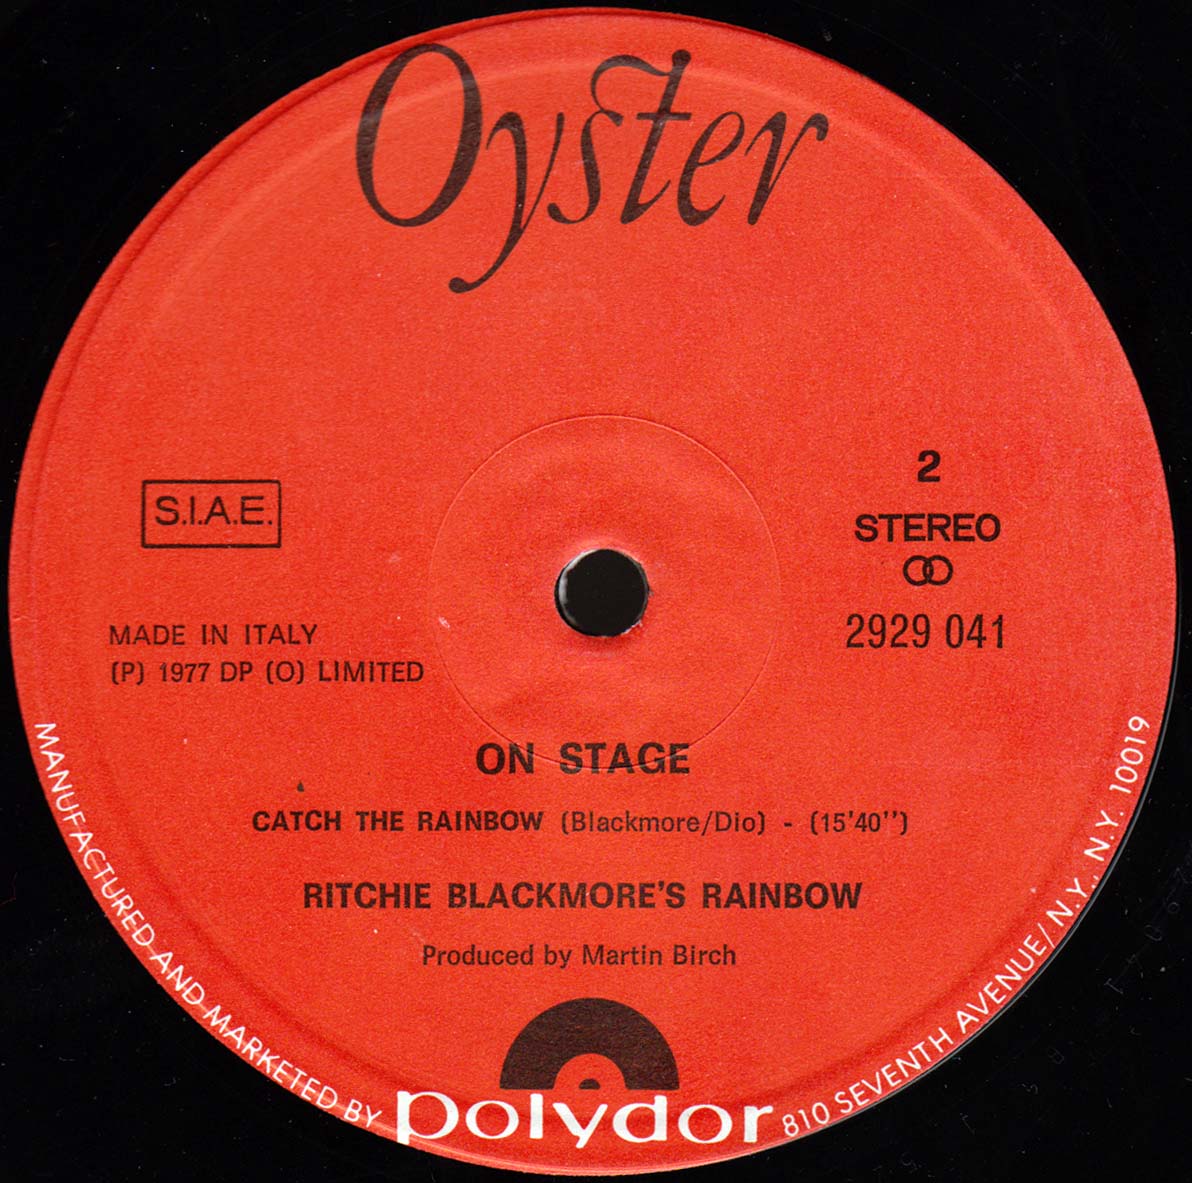 Oyster
S.I.A.E.
2
STEREO
2929 041
MADE IN ITALY
(P) 1977 DP (O) LIMITED
ON STAGE
CATCH THE RAINBOW (Blackmore/Dio) - (15'40'')
RITCHIE BLACKMORE'S RAINBOW
Produced by Martin Birch
MANUFACTURED AND MARKETED BY polydor 810 SEVENTH AVENUE/ N.Y., N.Y. 10019